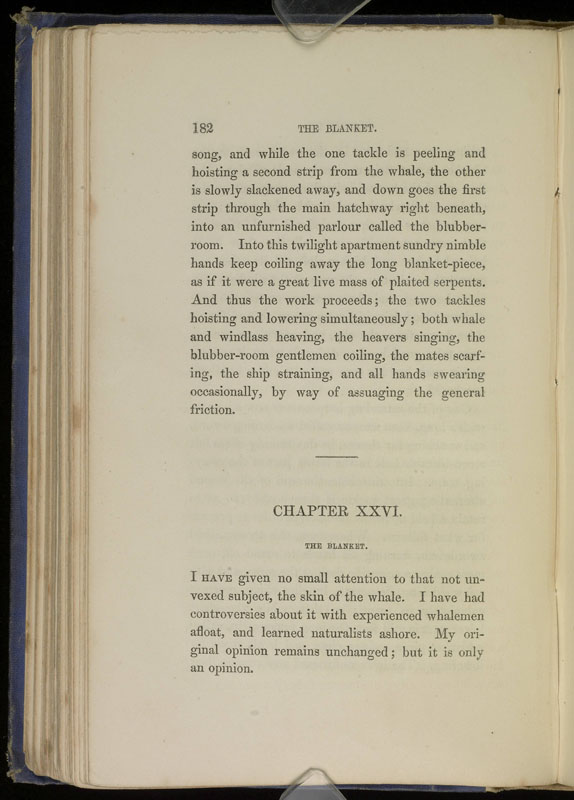 182 THE BLANKET.
song, and while the one tackle is peeling and
hoisting a second strip from the whale, the other
is slowly slackened away, and down goes the first
strip through the main hatchway right beneath,
into an unfurnished parlour called the blubber-
room. Into this twilight apartment sundry nimble
hands keep coiling away the long blanket-piece,
as if it were a great live mass of plaited serpents.
And thus the work proceeds; the two tackles
hoisting and lowering simultaneously; both whale
and windlass heaving, the heavers singing, the
blubber-room gentlemen coiling, the mates scarf-
ing, the ship straining, and all hands swearing
occasionally, by way of assuaging the general
friction.
CHAPTER XXVI.
THE BLANKET.
I HAVE given no small attention to that not un-
vexed subject, the skin of the whale. I have had
controversies about it with experienced whalemen
afloat, and learned naturalists ashore. My ori-
ginal opinion remains unchanged; but it is only
an opinion.